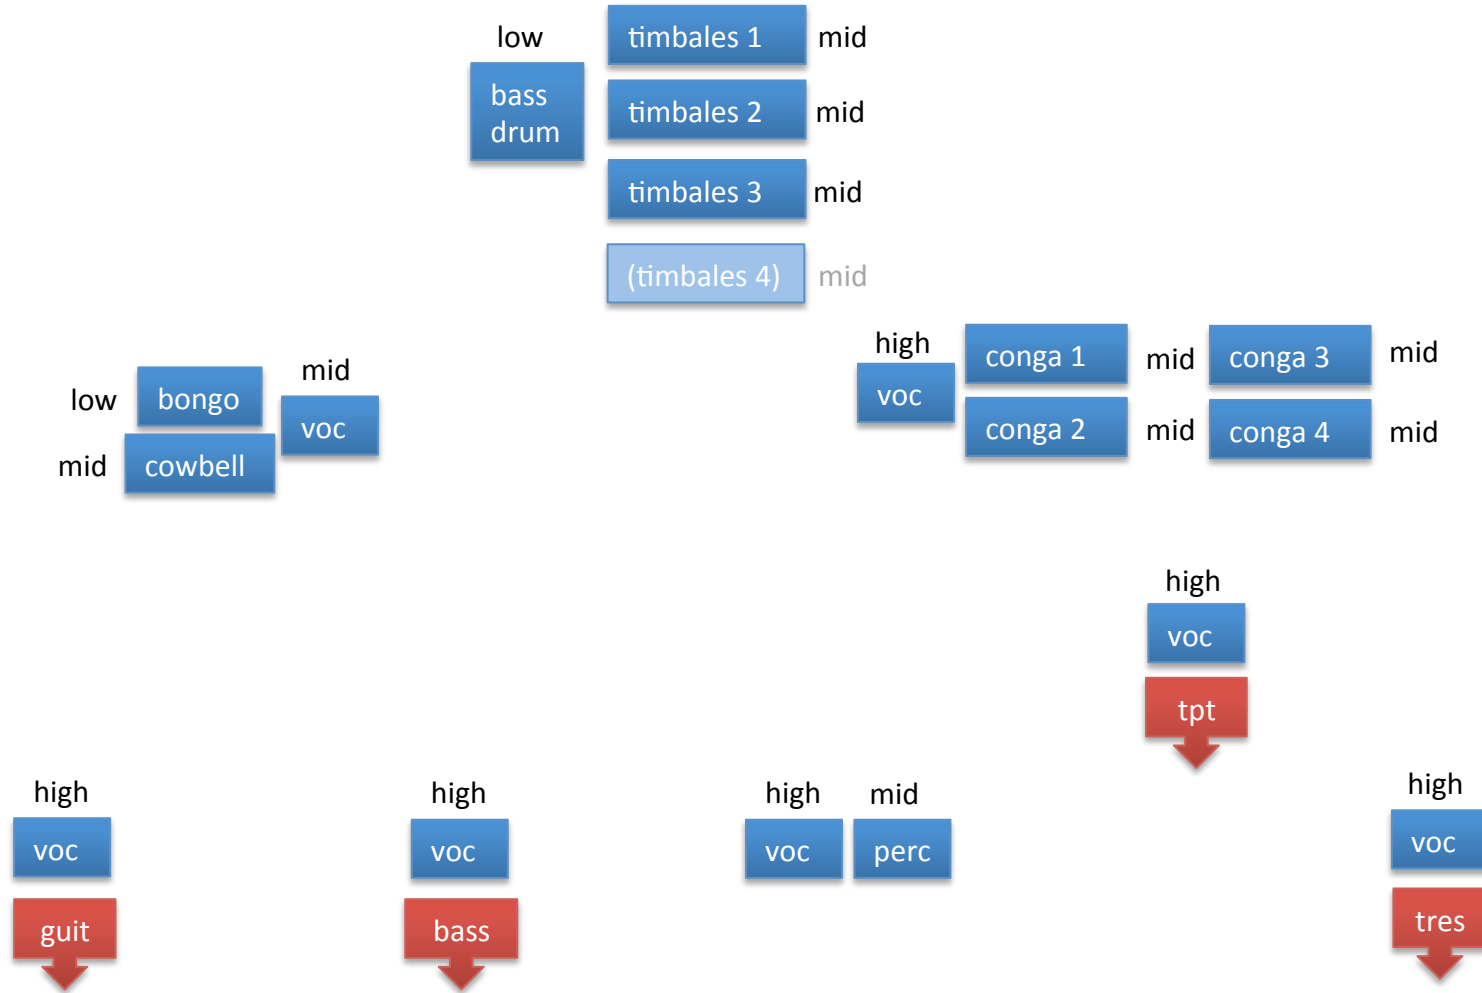 low
timbales 1
mid
bass
drum
timbales 2
mid
timbales 3
mid
(timbales 4)
mid
high
conga 1
mid
conga 3
mid
voc
conga 2
mid
conga 4
mid
mid
low
bongo
voc
mid
cowbell
high
voc
tpt
high
voc
guit
high
voc
bass
high
mid
voc
perc
high
voc
tres